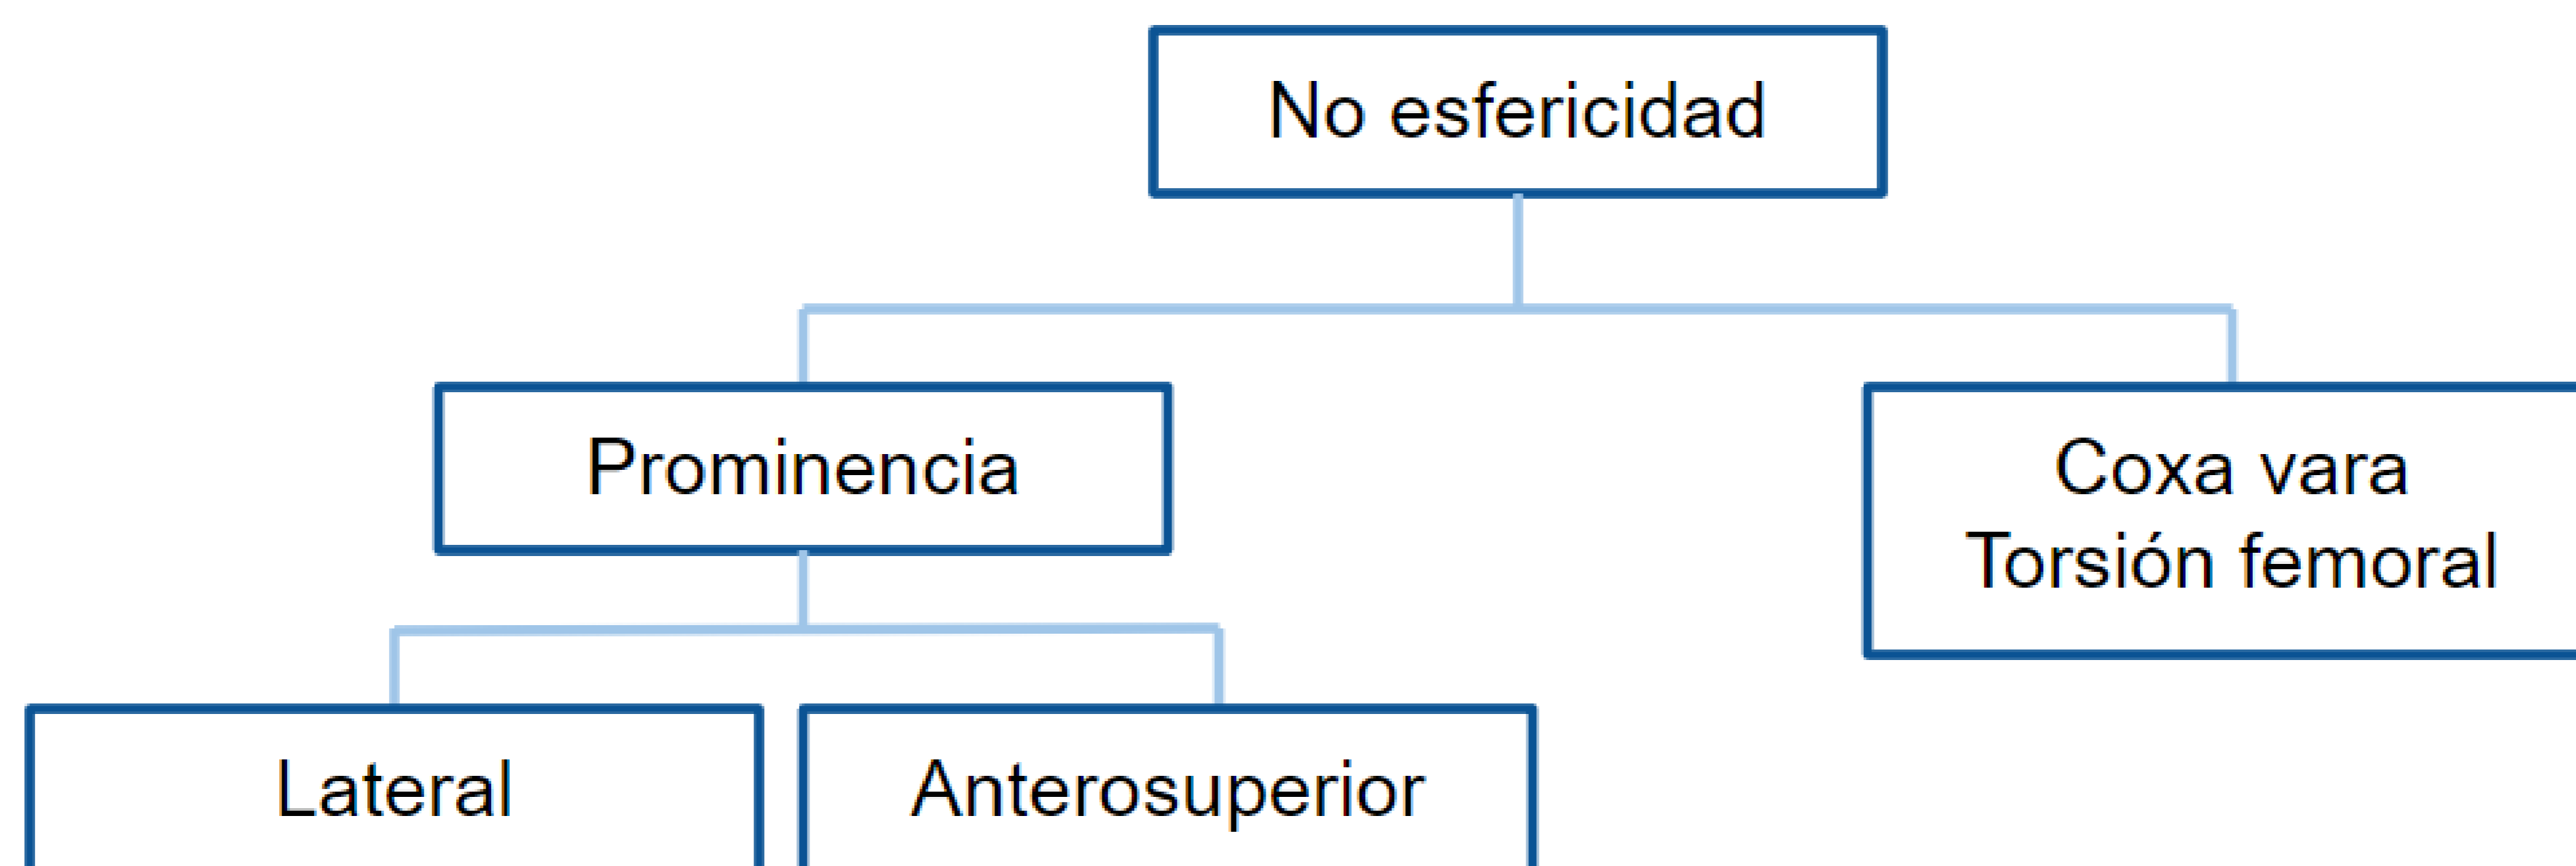 No esfericidad
Prominencia
Coxa vara
Torsión femoral
Lateral
Anterosuperior